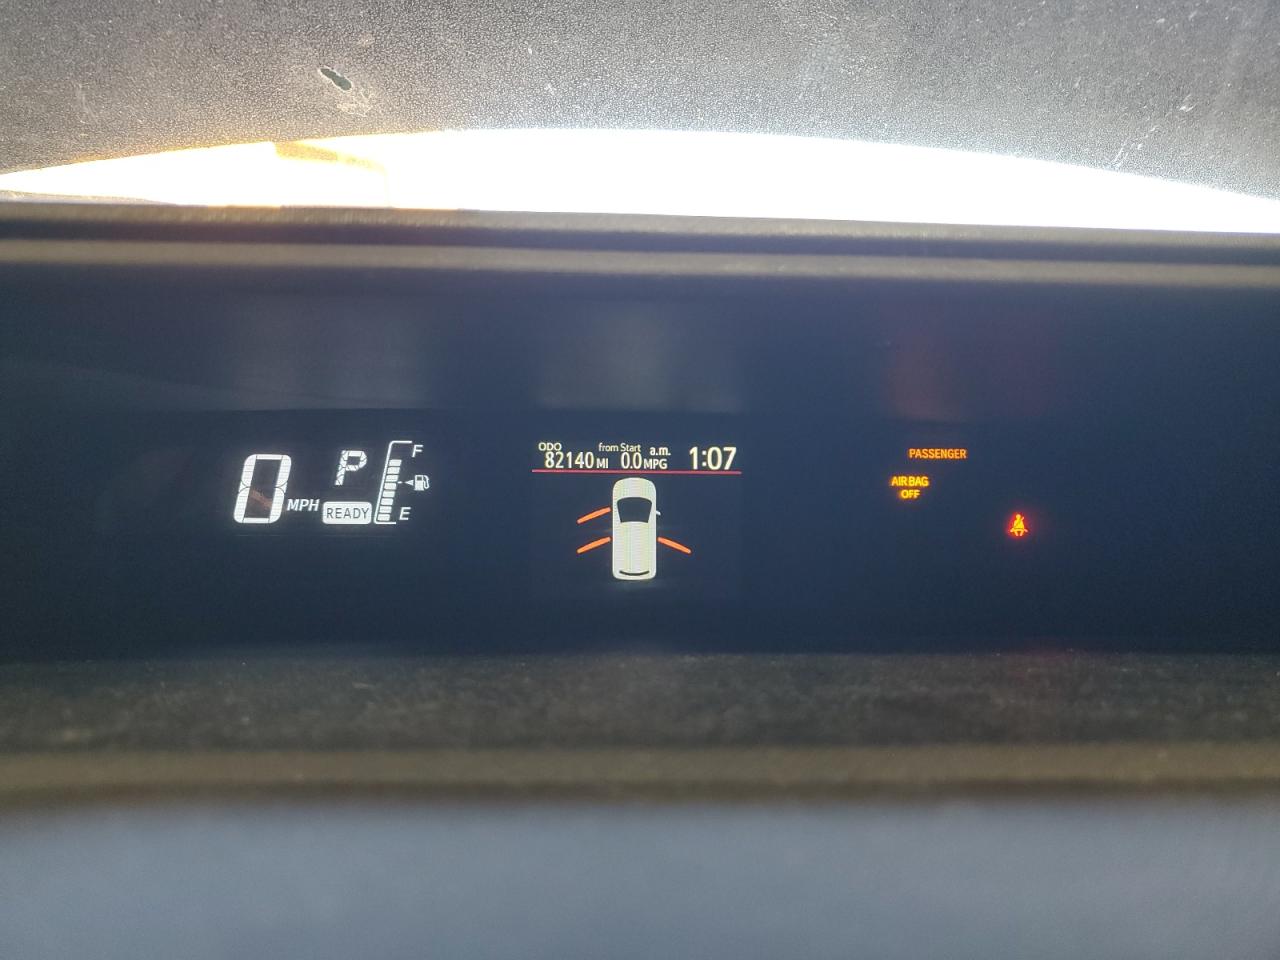 0 MPH
P
READY
F
E
ODO 82140 MI
from Start 0.0 MPG
a.m. 1:07
PASSENGER
AIR BAG
OFF